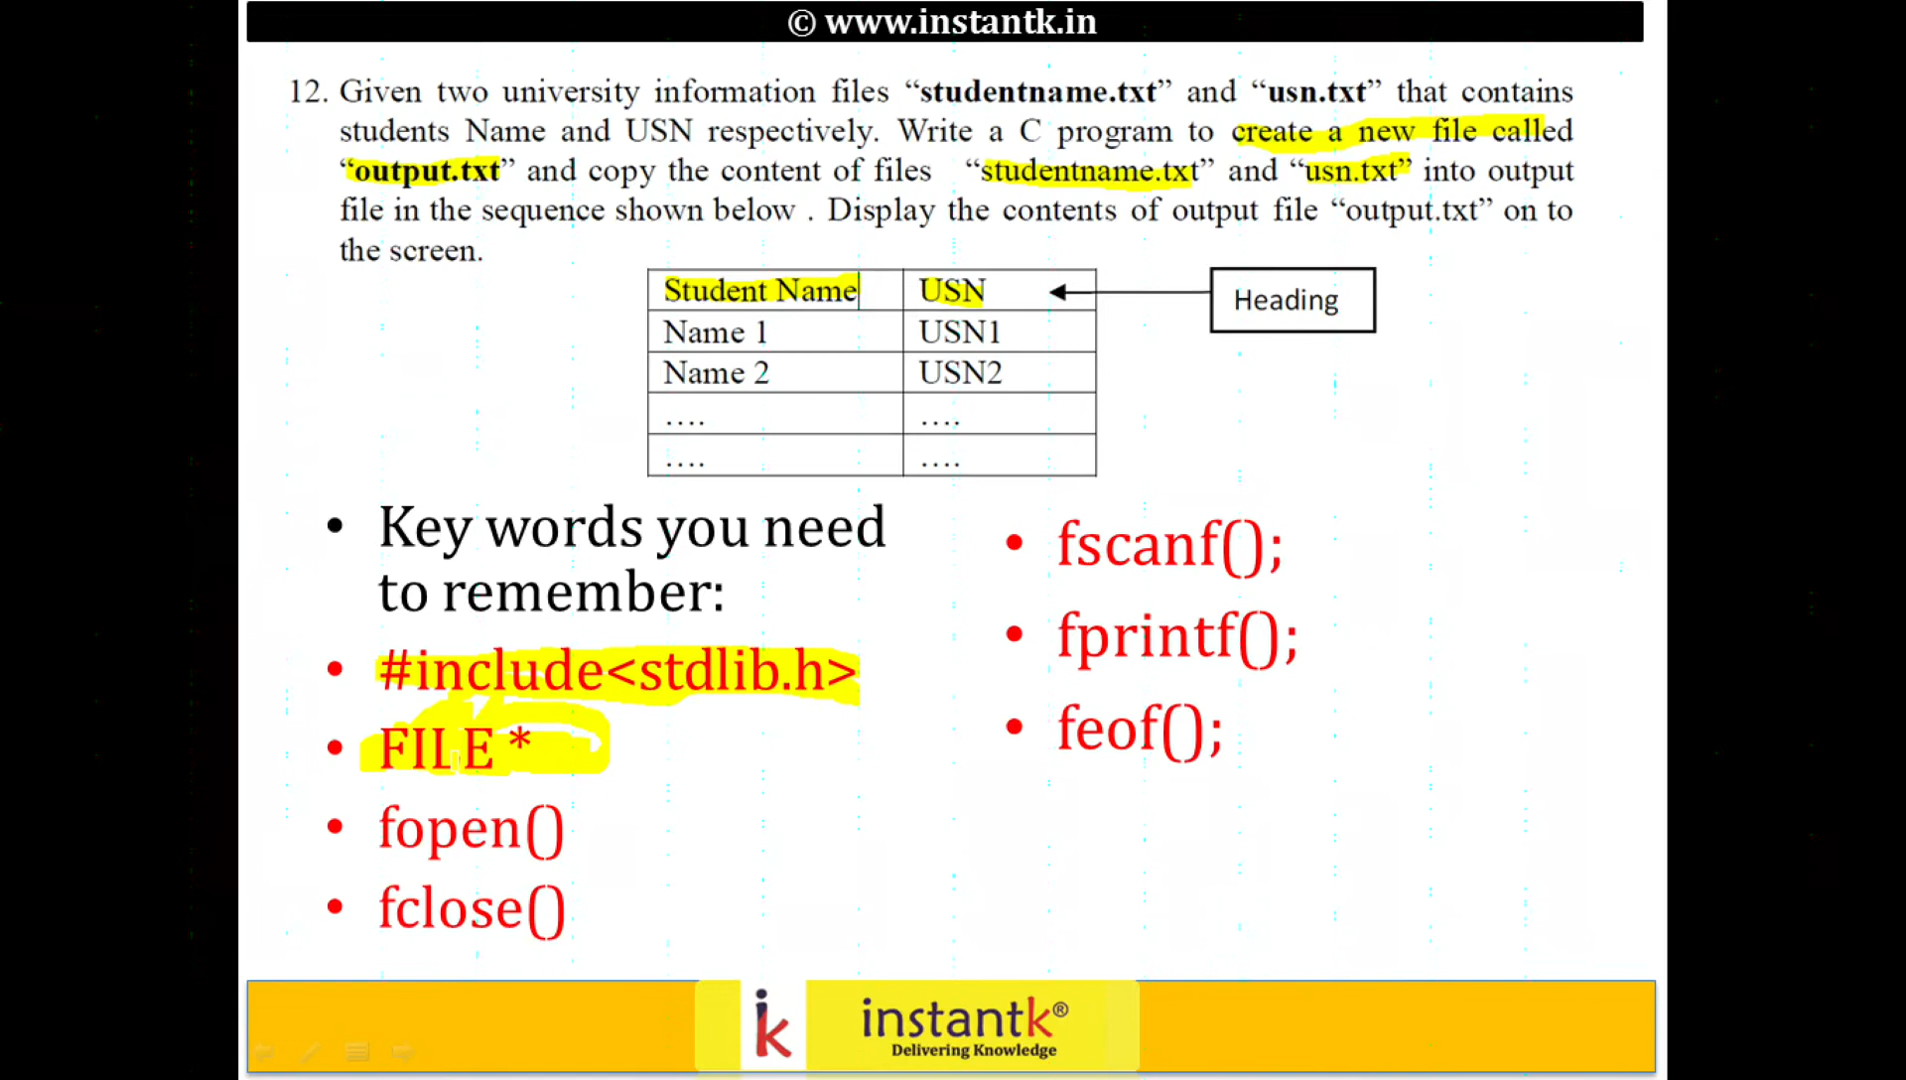 © www.instantk.in
12. Given two university information files “studentname.txt” and “usn.txt” that contains
students Name and USN respectively. Write a C program to create a new file called
“output.txt” and copy the content of files “studentname.txt” and “usn.txt” into output
file in the sequence shown below . Display the contents of output file “output.txt” on to
the screen.
Student Name USN
Heading
Name 1 USN1
Name 2 USN2
.... ....
.... ....
• Key words you need
to remember:
• #include<stdlib.h>
• FILE *
• fopen()
• fclose()
• fscanf();
• fprintf();
• feof();
ik
instantk®
Delivering Knowledge